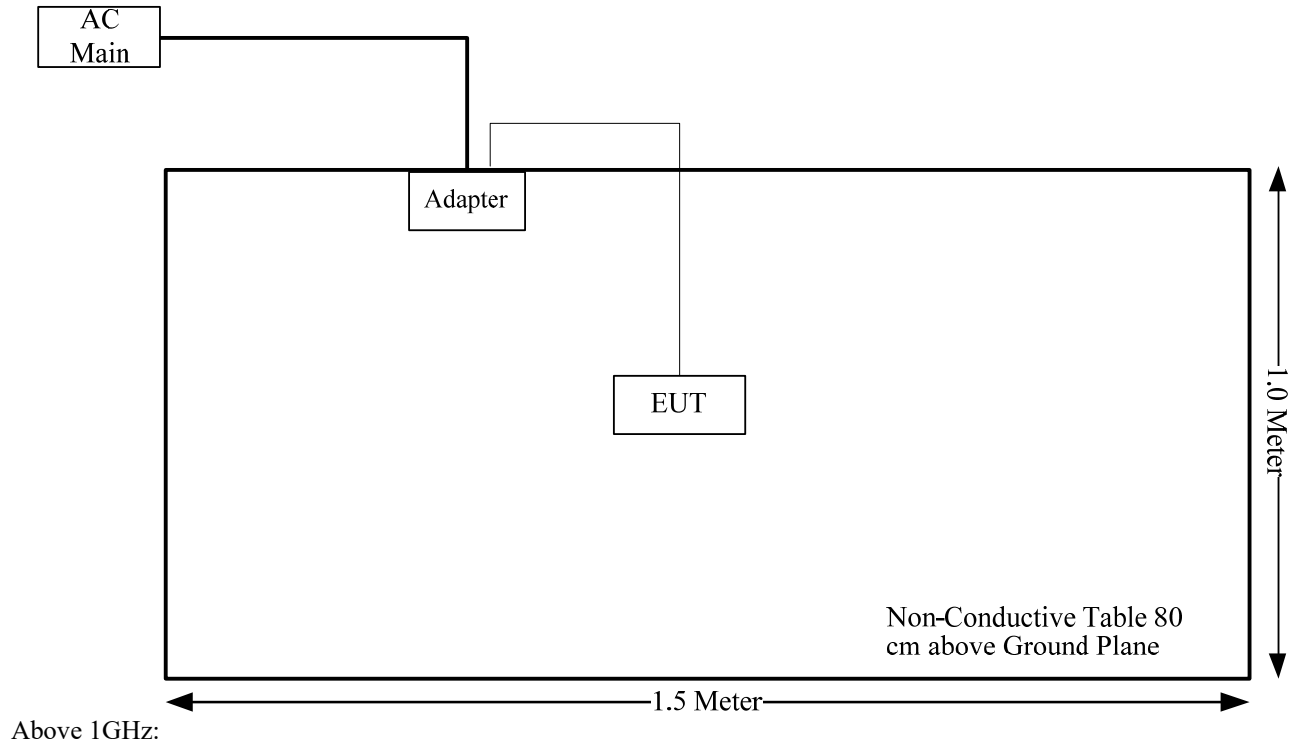 AC
Main
Adapter
EUT
1.0 Meter
Non-Conductive Table 80
cm above Ground Plane
1.5 Meter
Above 1GHz: